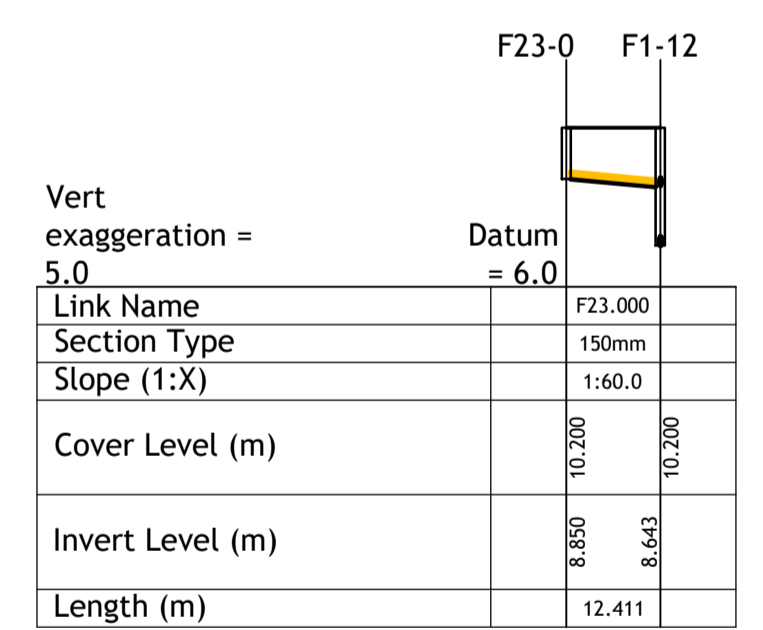 F23-0 F1-12
Vert
exaggeration =
5.0
Datum
= 6.0
Link Name F23.000
Section Type 150mm
Slope (1:X) 1:60.0
Cover Level (m) 10.200 10.200
Invert Level (m) 8.850 8.643
Length (m) 12.411